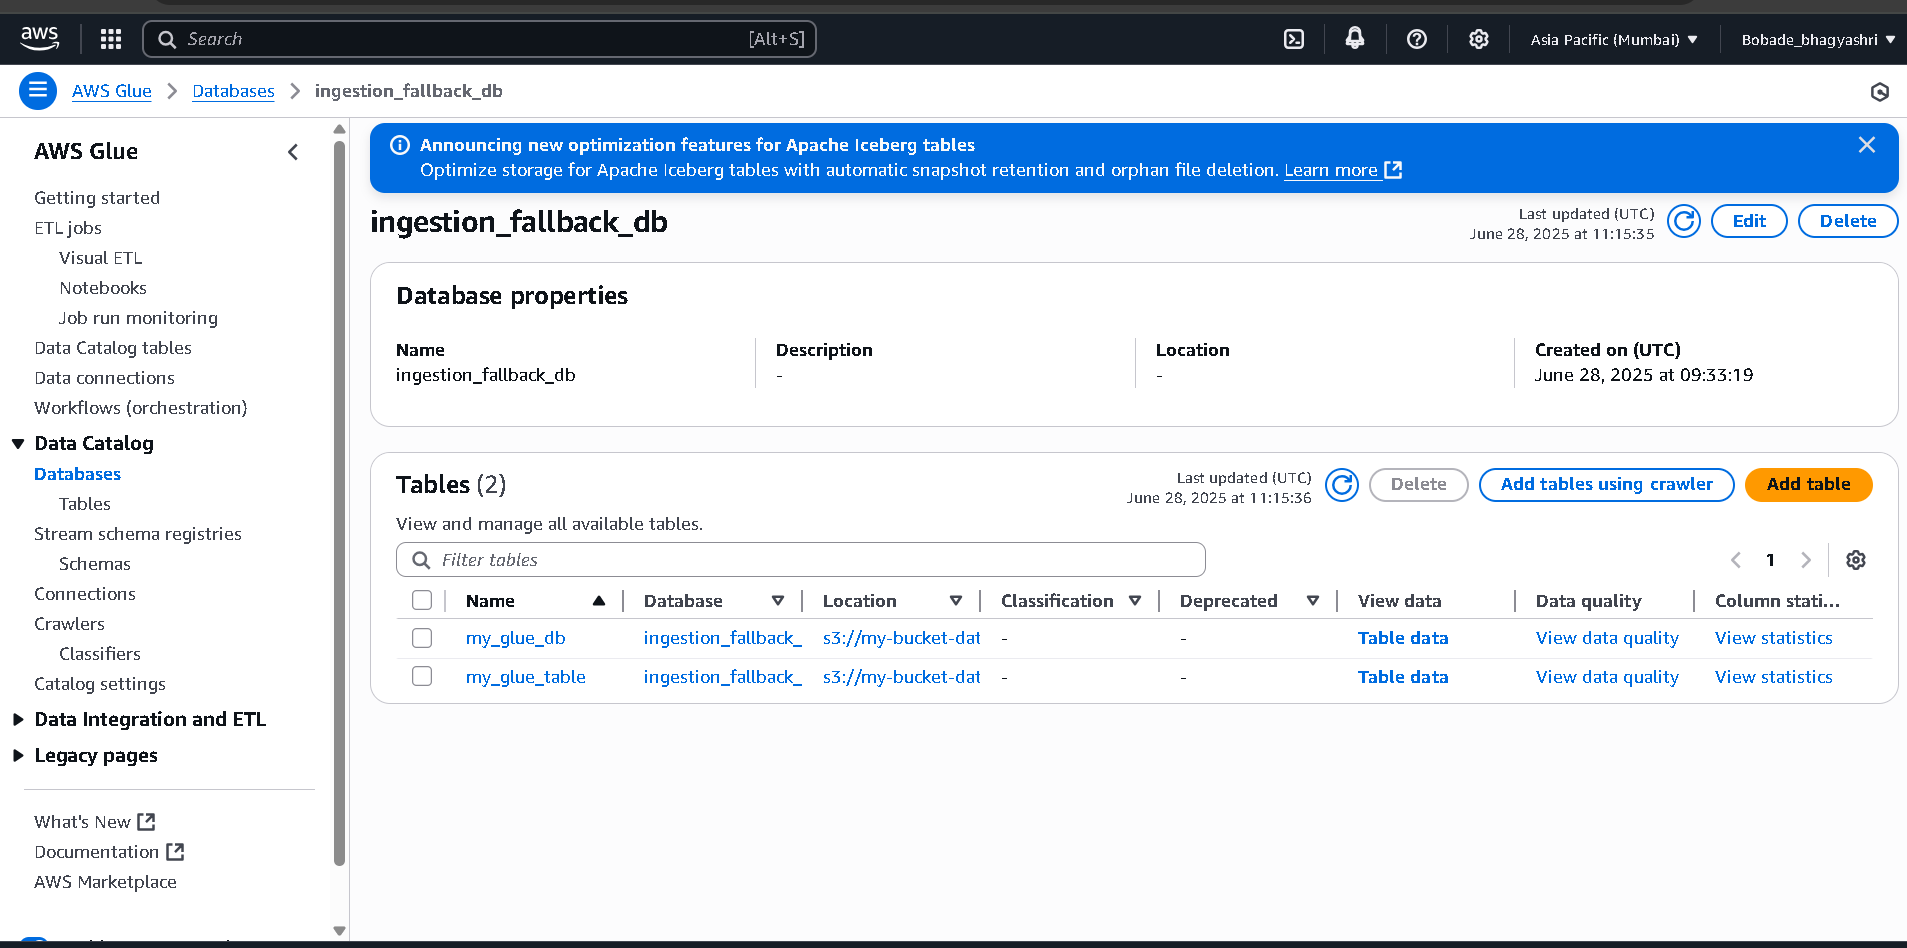 aws
Search [Alt+S]
Asia Pacific (Mumbai)
Bobade_bhagyashri
AWS Glue
Databases
ingestion_fallback_db
AWS Glue
Getting started
ETL jobs
Visual ETL
Notebooks
Job run monitoring
Data Catalog tables
Data connections
Workflows (orchestration)
Data Catalog
Databases
Tables
Stream schema registries
Schemas
Connections
Crawlers
Classifiers
Catalog settings
Data Integration and ETL
Legacy pages
What's New
Documentation
AWS Marketplace
Announcing new optimization features for Apache Iceberg tables
Optimize storage for Apache Iceberg tables with automatic snapshot retention and orphan file deletion. Learn more
ingestion_fallback_db
Last updated (UTC)
June 28, 2025 at 11:15:35
Edit
Delete
Database properties
Name
ingestion_fallback_db
Description
-
Location
-
Created on (UTC)
June 28, 2025 at 09:33:19
Tables (2)
Last updated (UTC)
June 28, 2025 at 11:15:36
Delete
Add tables using crawler
Add table
View and manage all available tables.
Filter tables
1
Name Database Location Classification Deprecated View data Data quality Column stati...
my_glue_db ingestion_fallback_ s3://my-bucket-dat - - Table data View data quality View statistics
my_glue_table ingestion_fallback_ s3://my-bucket-dat - - Table data View data quality View statistics